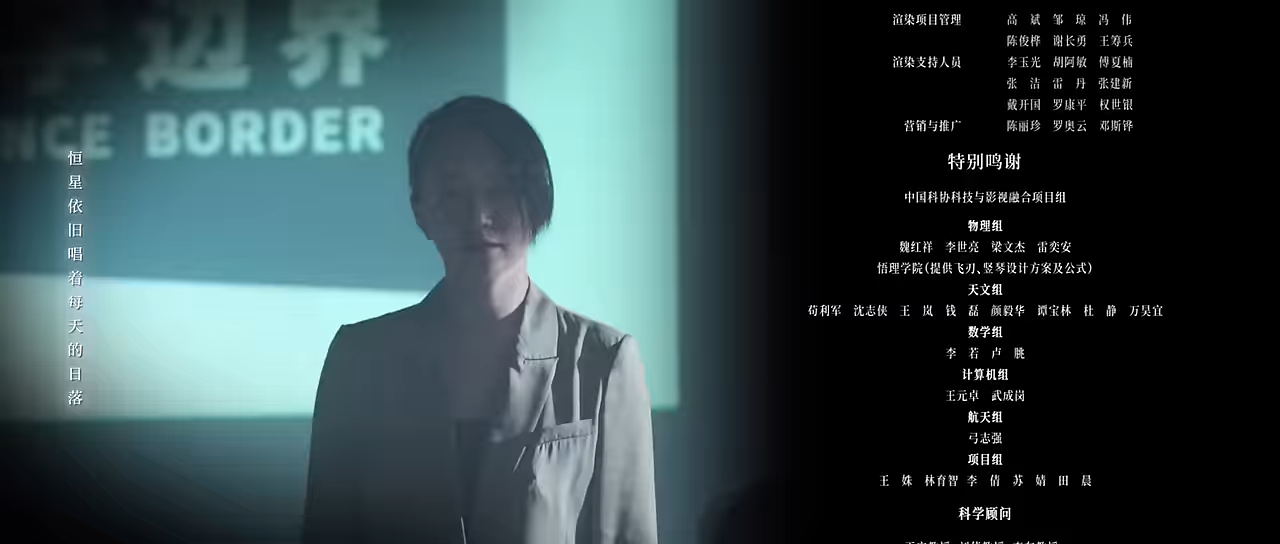 边界
NCE BORDER
恒星依旧唱着每天的日落
渲染项目管理 高 斌 邹 琼 冯 伟
陈俊桦 谢长勇 王筹兵
渲染支持人员 李玉光 胡阿敏 傅夏楠
张 洁 雷 丹 张建新
戴开国 罗康平 权世银
营销与推广 陈丽珍 罗奥云 邓斯铧
特别鸣谢
中国科协科技与影视融合项目组
物理组
魏红祥 李世亮 梁文杰 雷奕安
悟理学院(提供飞刃、竖琴设计方案及公式)
天文组
苟利军 沈志侠 王 岚 钱 磊 颜毅华 谭宝林 杜 静 万昊宜
数学组
李 若 卢 朓
计算机组
王元卓 武成岗
航天组
弓志强
项目组
王 姝 林育智 李 倩 苏 婧 田 晨
科学顾问